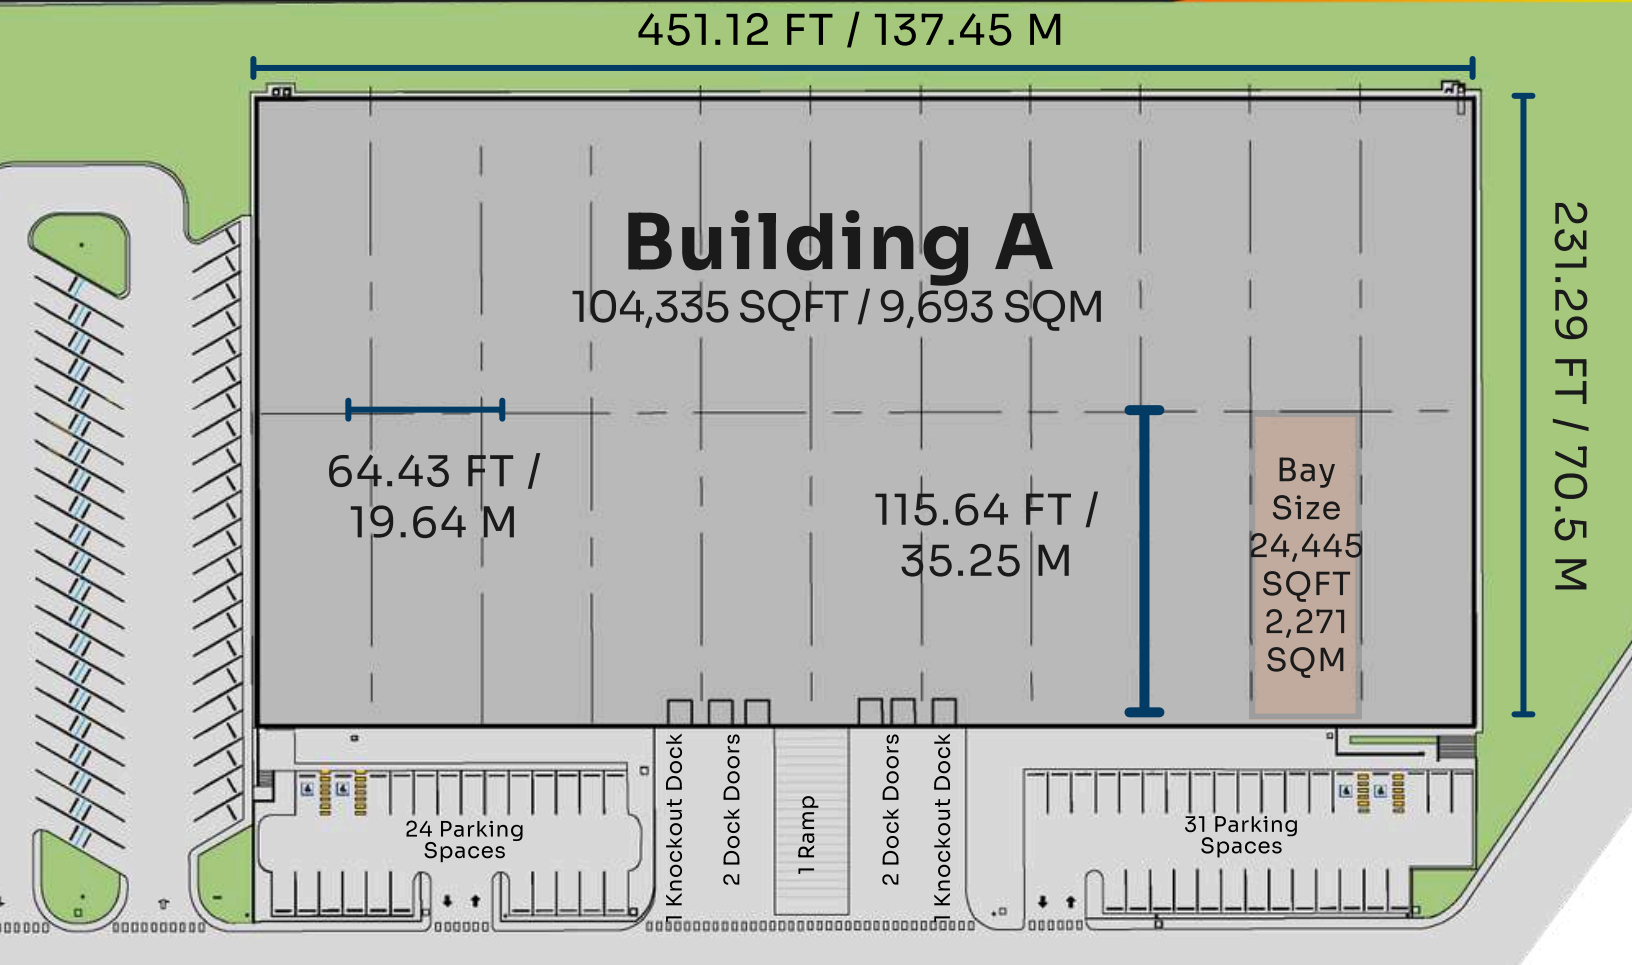 451.12 FT / 137.45 M
231.29 FT / 70.5 M
Building A
104,335 SQFT / 9,693 SQM
64.43 FT /
19.64 M
115.64 FT /
35.25 M
Bay
Size
24,445
SQFT
2,271
SQM
24 Parking
Spaces
1 Knockout Dock
2 Dock Doors
1 Ramp
2 Dock Doors
1 Knockout Dock
31 Parking
Spaces